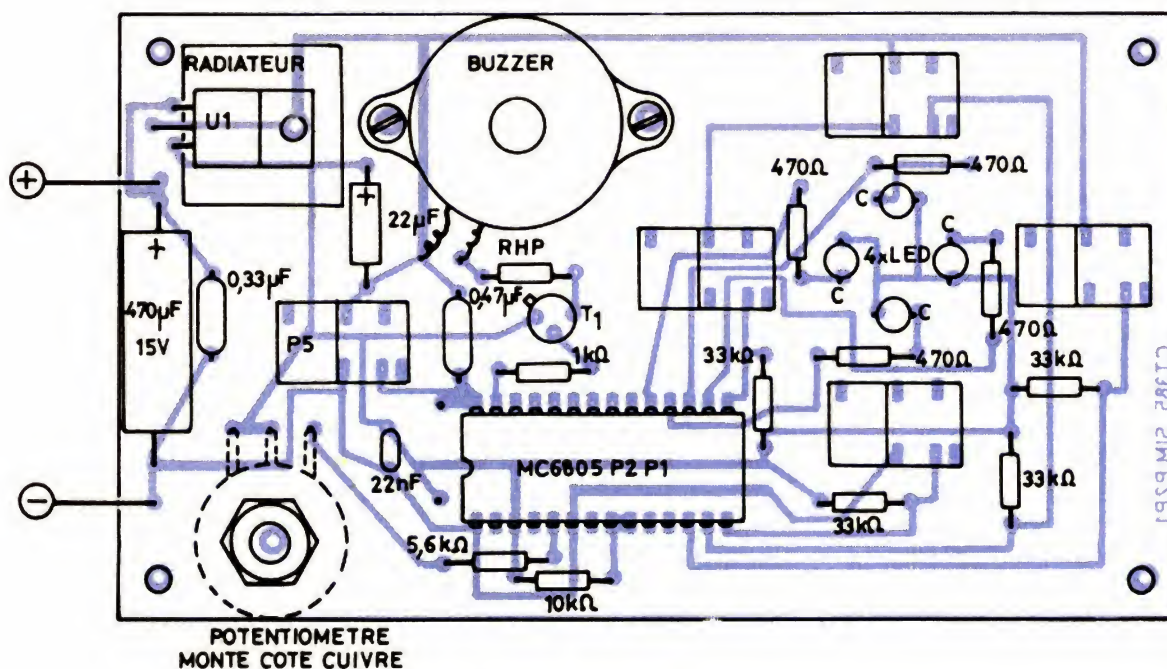 RADIATEUR
BUZZER
U1
+
+
22µF
470Ω
470Ω
C
RHP
4xLED
C
C
C
+
470µF
15V
0,33µF
0,47µF
T1
P5
1kΩ
33kΩ
470Ω
470Ω
33kΩ
MC6805 P2 P1
22nF
33kΩ
33kΩ
−
5,6kΩ
10kΩ
POTENTIOMETRE
MONTE COTE CUIVRE